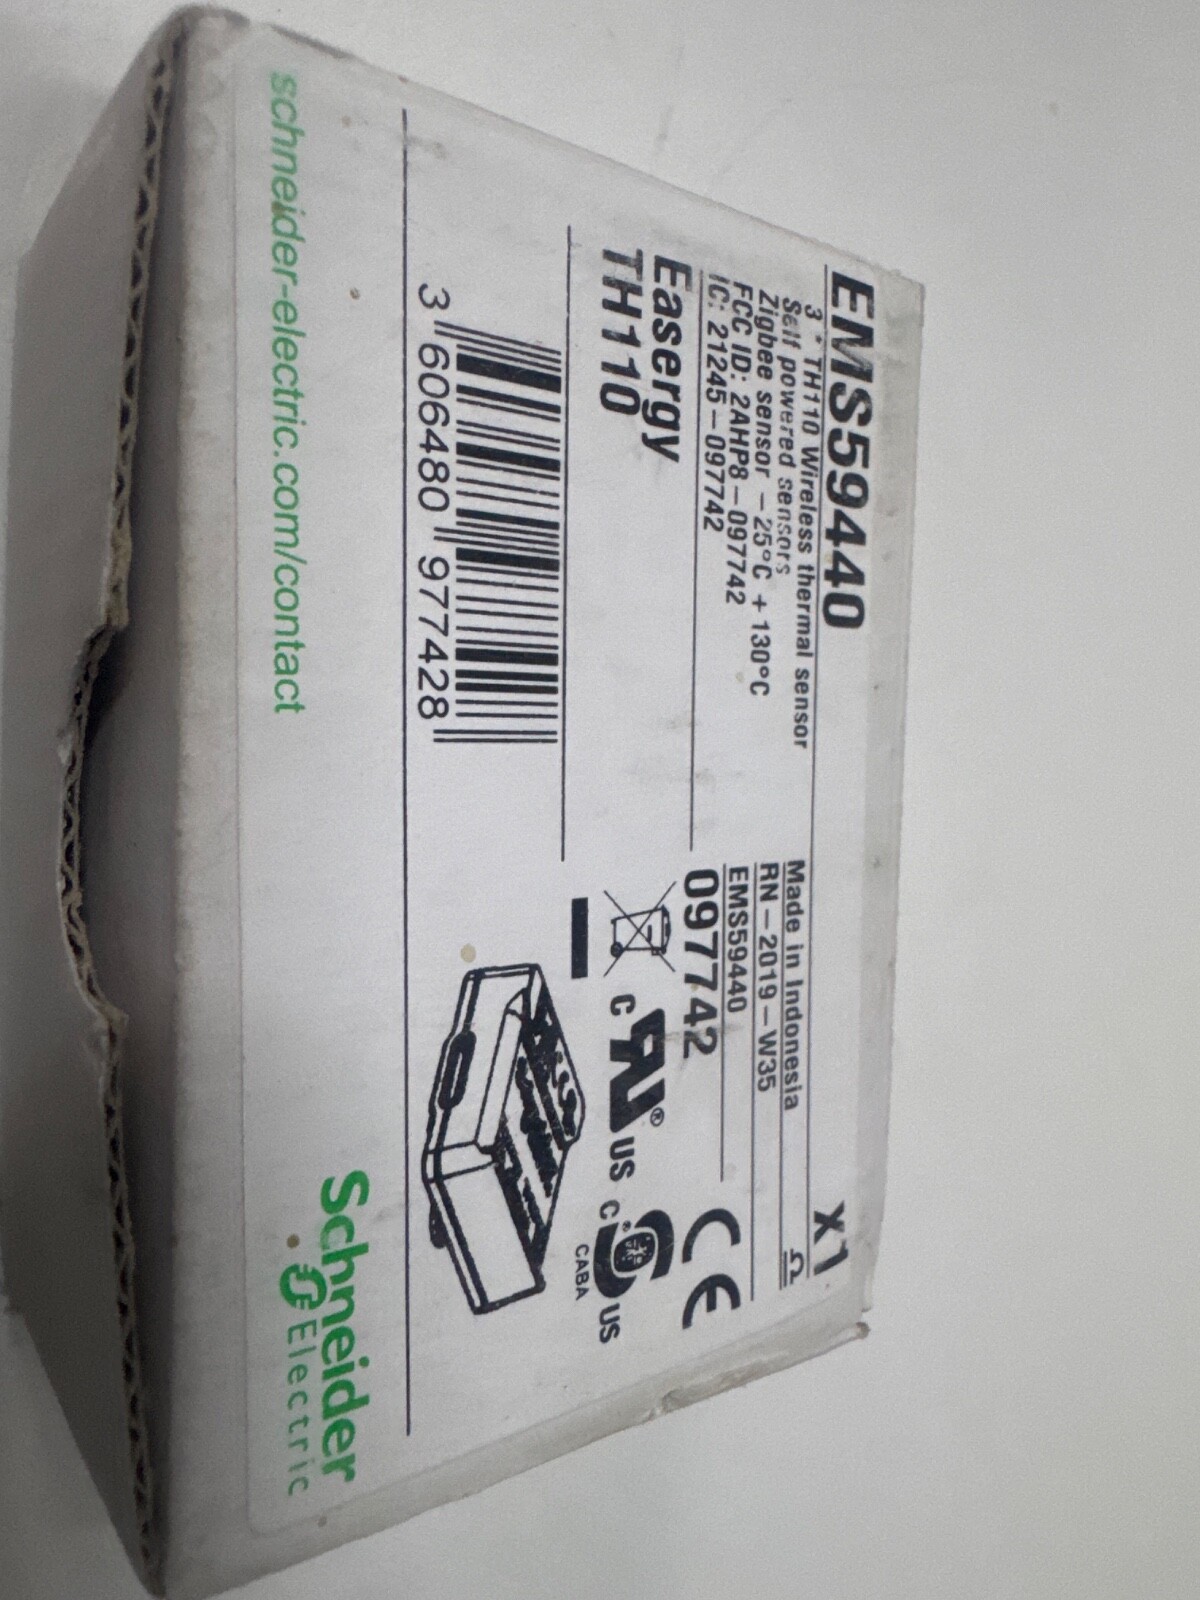 EMS59440
X1
3 * TH110 Wireless thermal sensor
Self powered sensors
Zigbee sensor -25°C +130°C
FCC ID: 2AHP8-097742
IC: 21245-097742
Made in Indonesia
RN-2019-W35
EMS59440
097742
CE
Easergy
TH110
c UR ® US
c ® US
CABA
3 606480 977428
schneider-electric.com/contact
Schneider
Electric